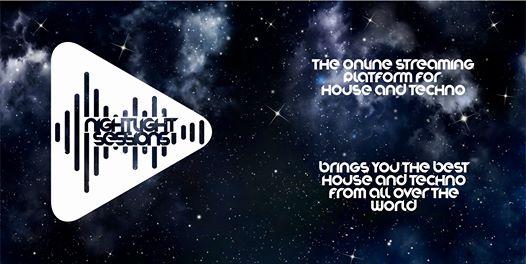 NIGHTLIGHT
SESSIONS
THE ONLINE STREAMING
PLATFORM FOR
HOUSE AND TECHNO
BRINGS YOU THE BEST
HOUSE AND TECHNO
FROM ALL OVER THE
WORLD